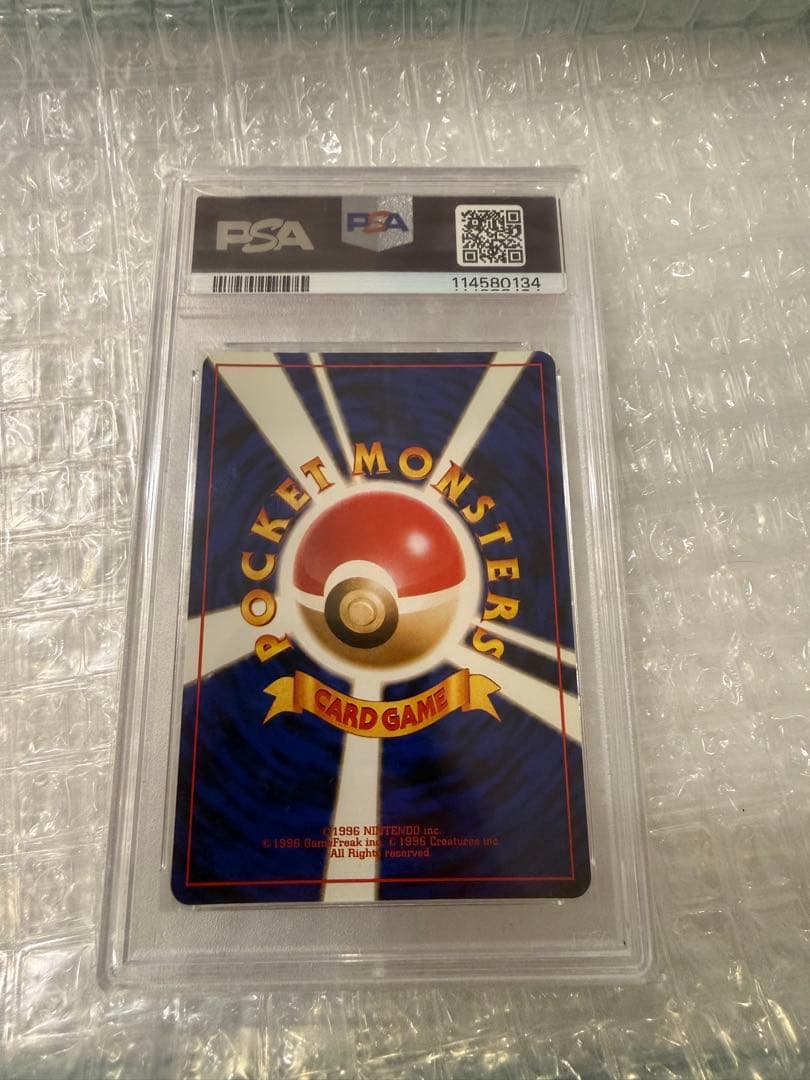 PSA PSA
114580134
POCKET MONSTERS
CARD GAME
©1996 NINTENDO inc.
©1996 GameFreak inc. ©1996 Creatures inc.
All Rights reserved.